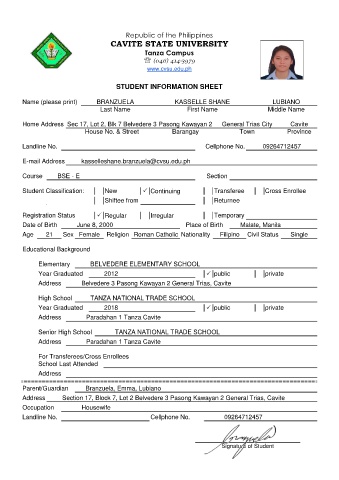 Republic of the Philippines
CAVITE STATE UNIVERSITY
Tanza Campus
☏ (046) 414-3979
www.cvsu.edu.ph
STUDENT INFORMATION SHEET
Name (please print) BRANZUELA KASSELLE SHANE LUBIANO
Last Name First Name Middle Name
Home Address Sec 17, Lot 2, Blk 7 Belvedere 3 Pasong Kawayan 2 General Trias City Cavite
House No. & Street Barangay Town Province
Landline No. Cellphone No. 09264712457
E-mail Address kasselleshane.branzuela@cvsu.edu.ph
Course BSE - E Section
Student Classification: New ✓ Continuing Transferee Cross Enrollee
Shiftee from Returnee
Registration Status ✓ Regular Irregular Temporary
Date of Birth June 8, 2000 Place of Birth Malate, Manila
Age 21 Sex Female Religion Roman Catholic Nationality Filipino Civil Status Single
Educational Background
Elementary BELVEDERE ELEMENTARY SCHOOL
Year Graduated 2012 ✓ public private
Address Belvedere 3 Pasong Kawayan 2 General Trias, Cavite
High School TANZA NATIONAL TRADE SCHOOL
Year Graduated 2018 ✓ public private
Address Paradahan 1 Tanza Cavite
Senior High School TANZA NATIONAL TRADE SCHOOL
Address Paradahan 1 Tanza Cavite
For Transferees/Cross Enrollees
School Last Attended
Address
Parent/Guardian Branzuela, Emma, Lubiano
Address Section 17, Block 7, Lot 2 Belvedere 3 Pasong Kawayan 2 General Trias, Cavite
Occupation Housewife
Landline No. Cellphone No. 09264712457
Signature of Student